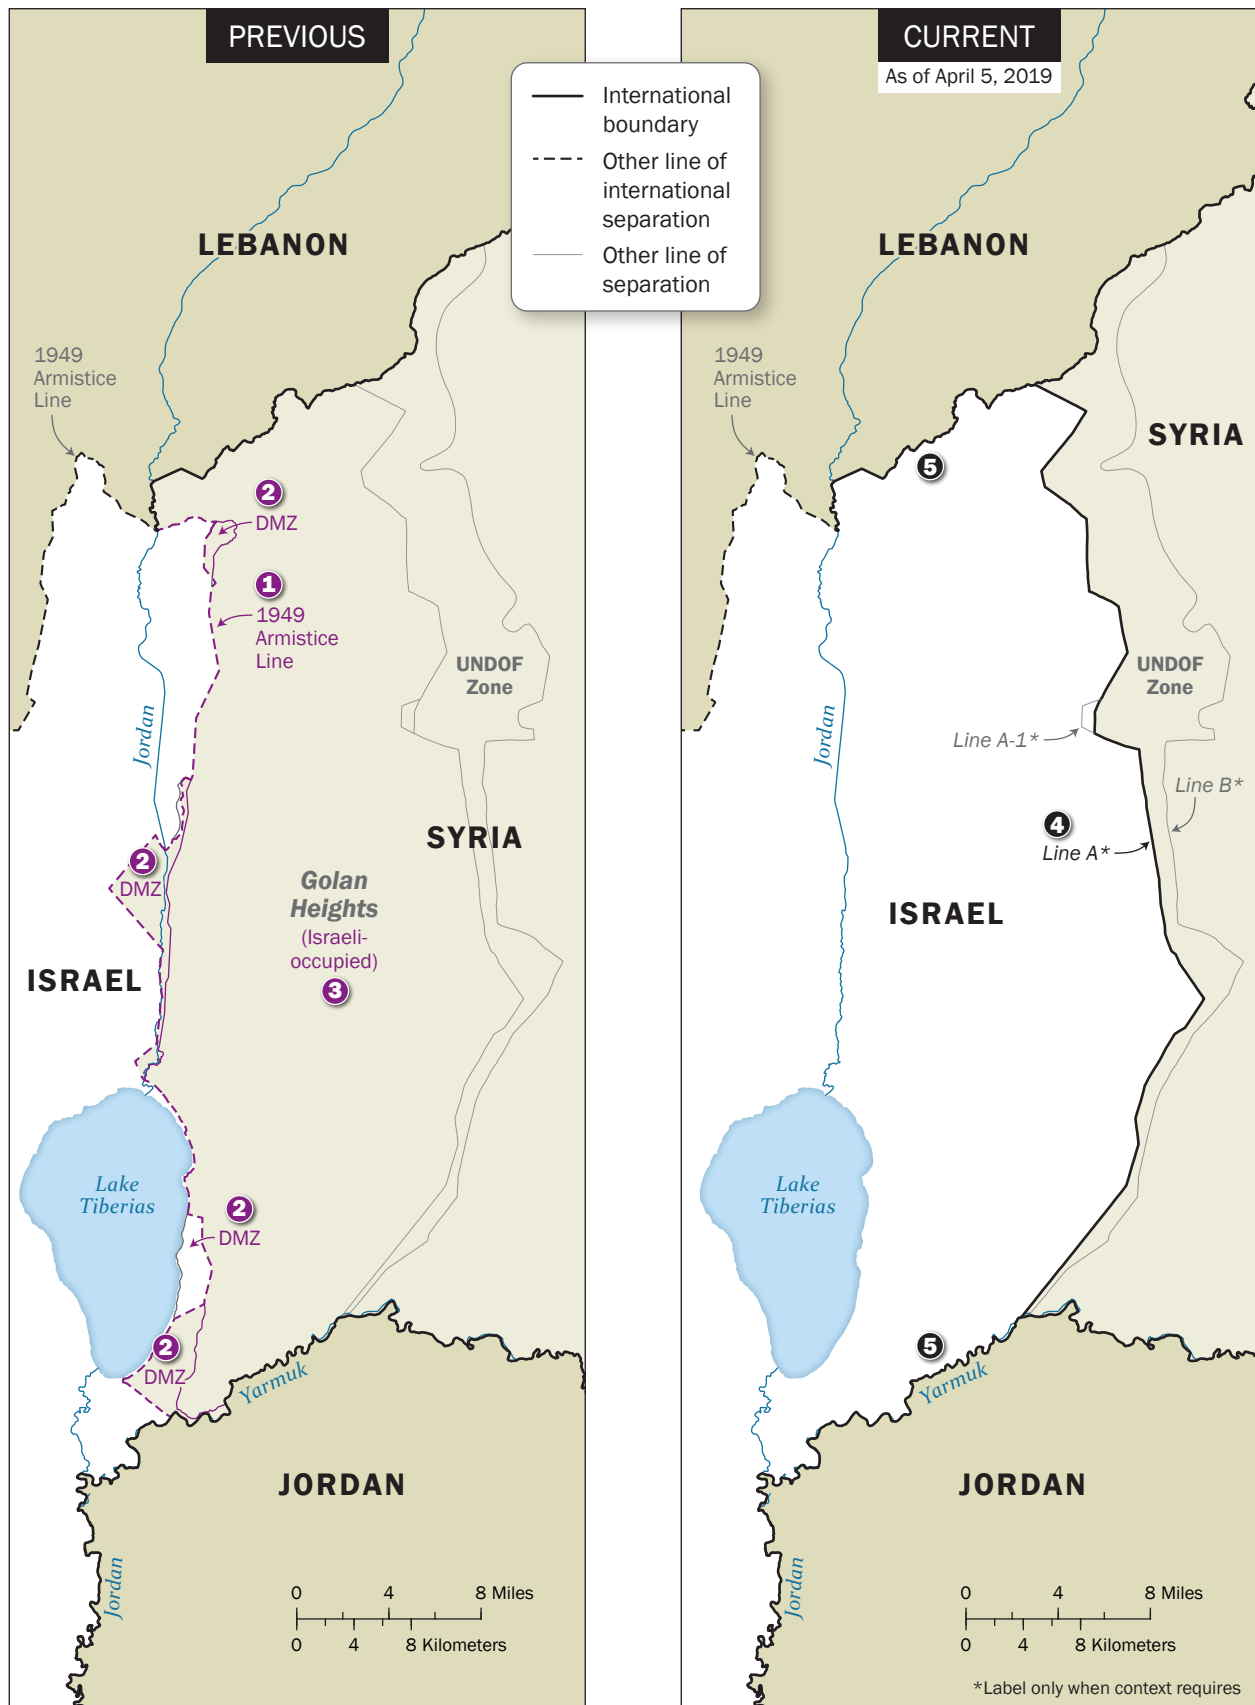 PREVIOUS
International
boundary
Other line of
international
separation
Other line of
separation
LEBANON
1949
Armistice
Line
2
DMZ
1
1949
Armistice
Line
UNDOF
Zone
Jordan
SYRIA
2
DMZ
Golan
Heights
(Israeli-
occupied)
3
ISRAEL
Lake
Tiberias
2
DMZ
2
DMZ
Yarmuk
JORDAN
Jordan
0 4 8 Miles
0 4 8 Kilometers
CURRENT
As of April 5, 2019
LEBANON
1949
Armistice
Line
SYRIA
5
UNDOF
Zone
Jordan
Line A-1*
Line B*
4
Line A*
ISRAEL
Lake
Tiberias
5
Yarmuk
JORDAN
Jordan
0 4 8 Miles
0 4 8 Kilometers
*Label only when context requires